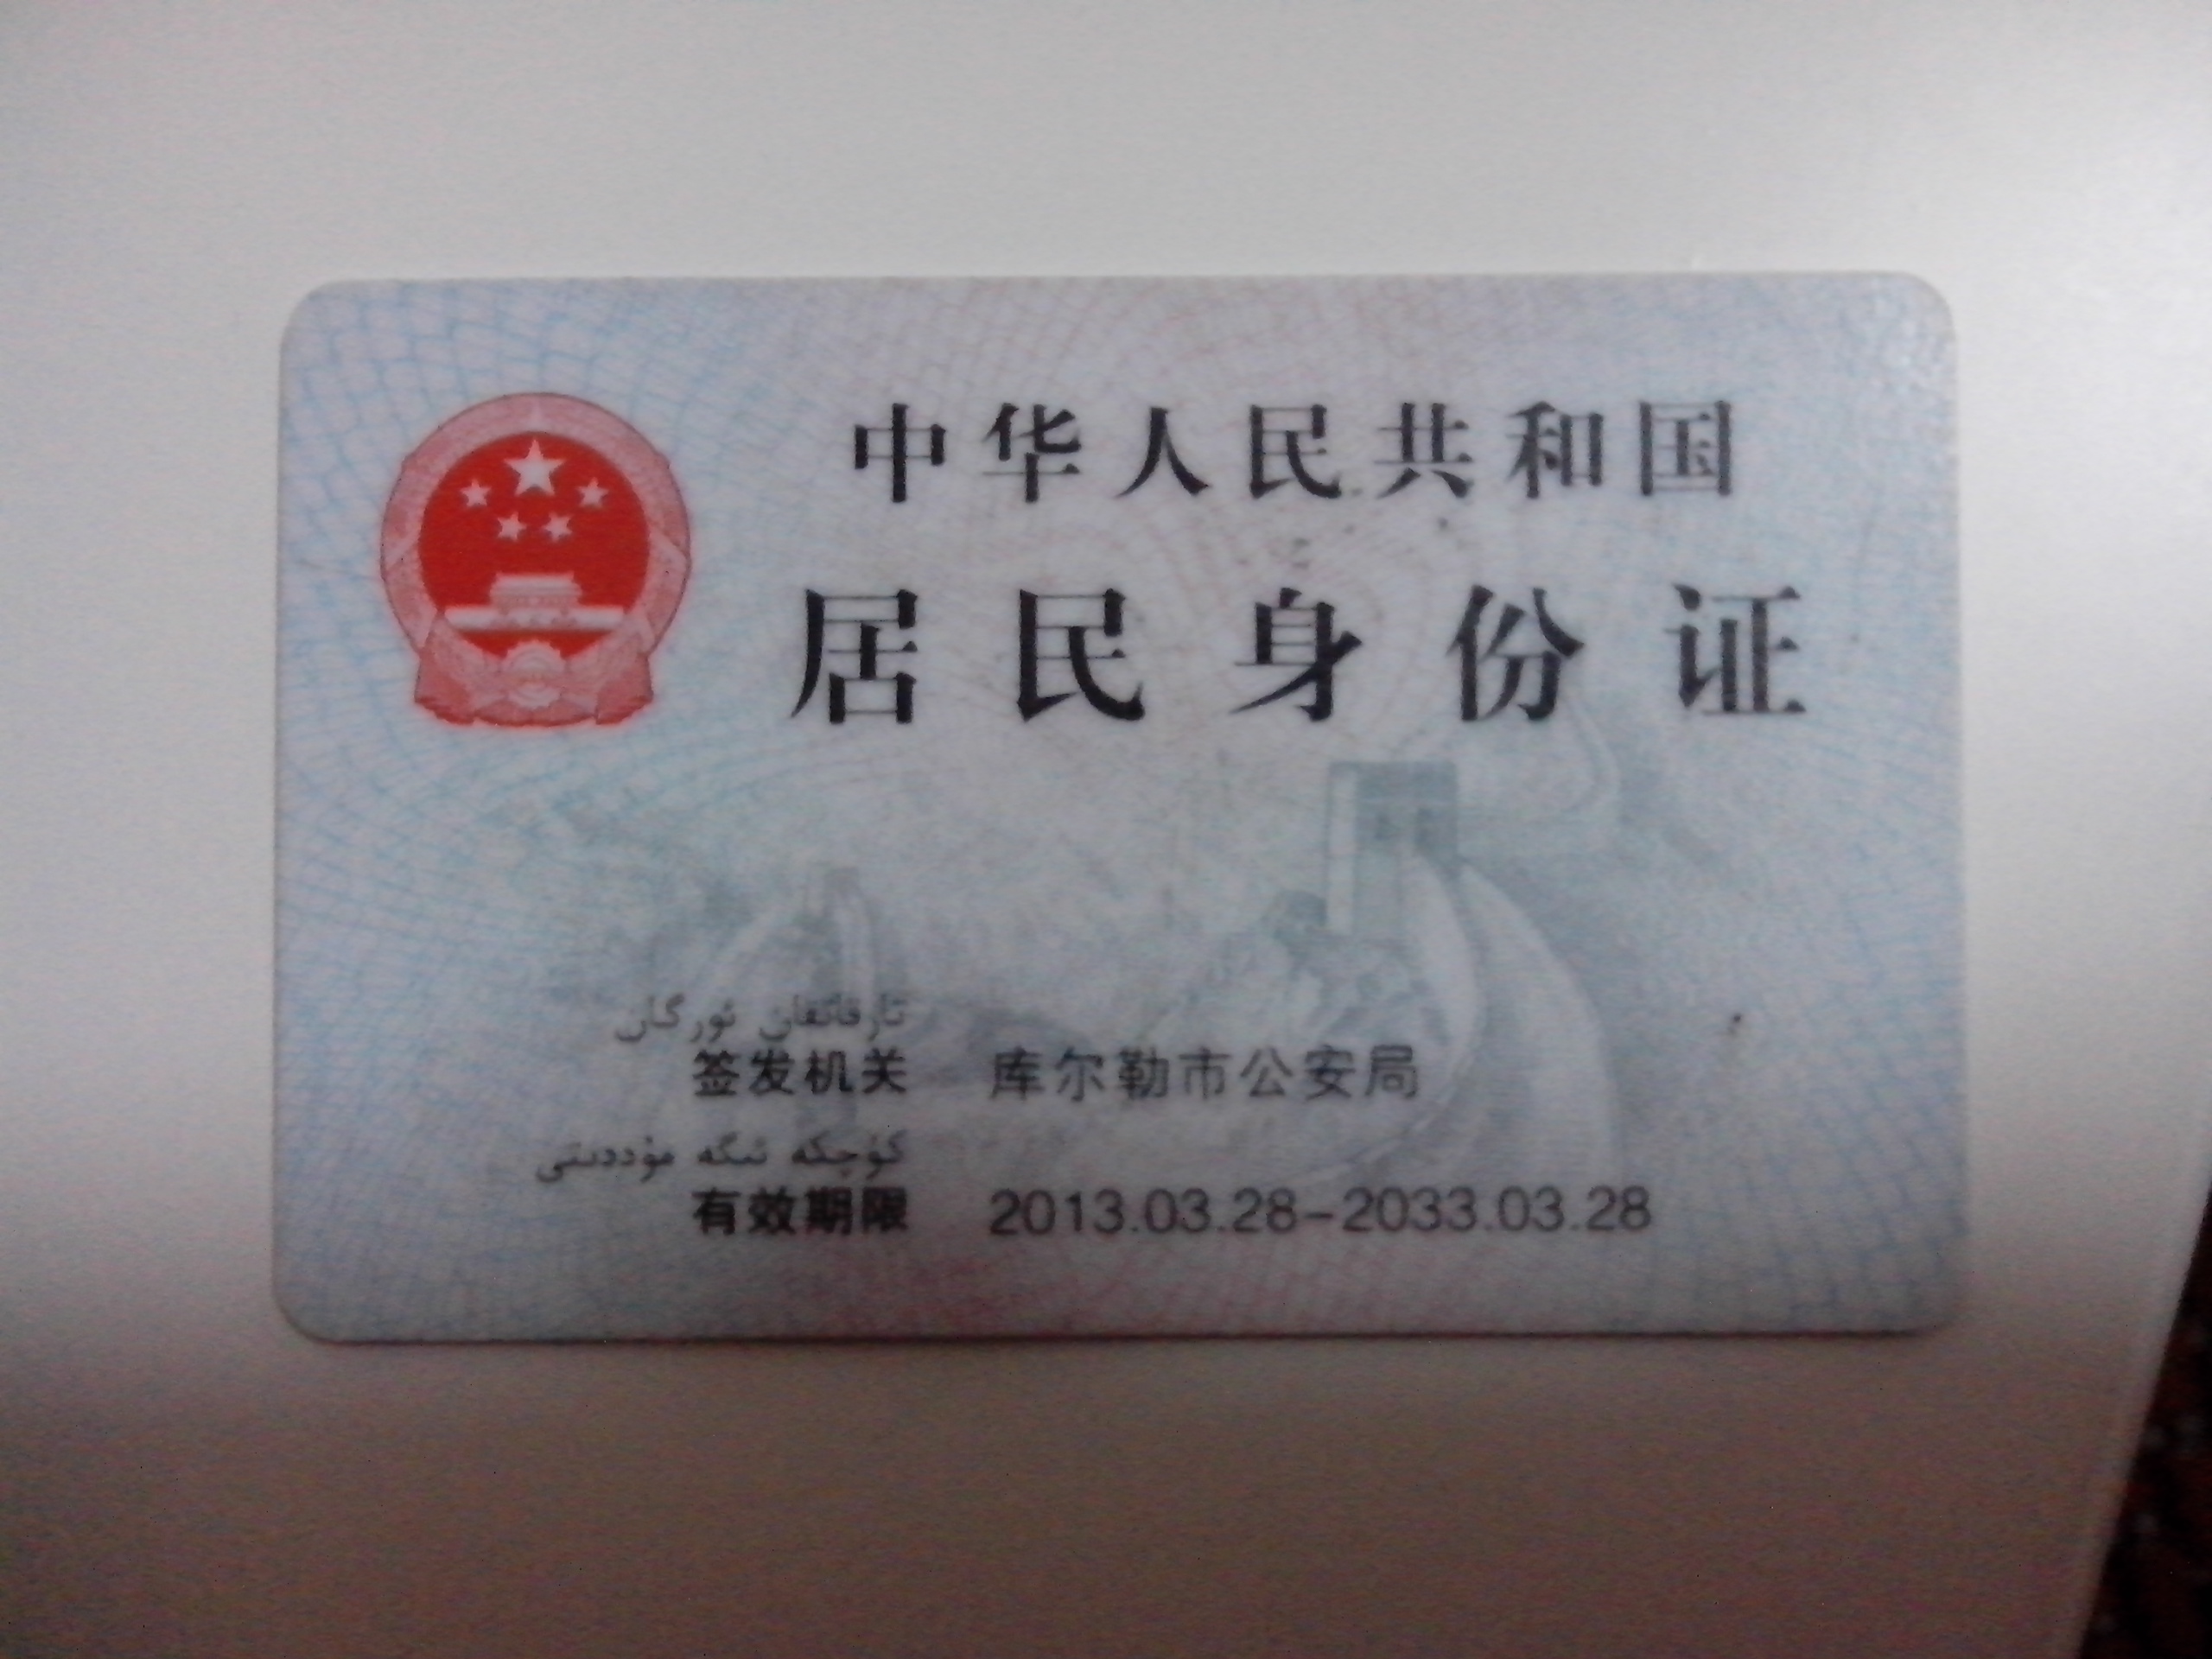 中华人民共和国
居民身份证
تارقاتقان ئورگان
签发机关 库尔勒市公安局
كۈچكە ئىگە مۇددىتى
有效期限 2013.03.28-2033.03.28